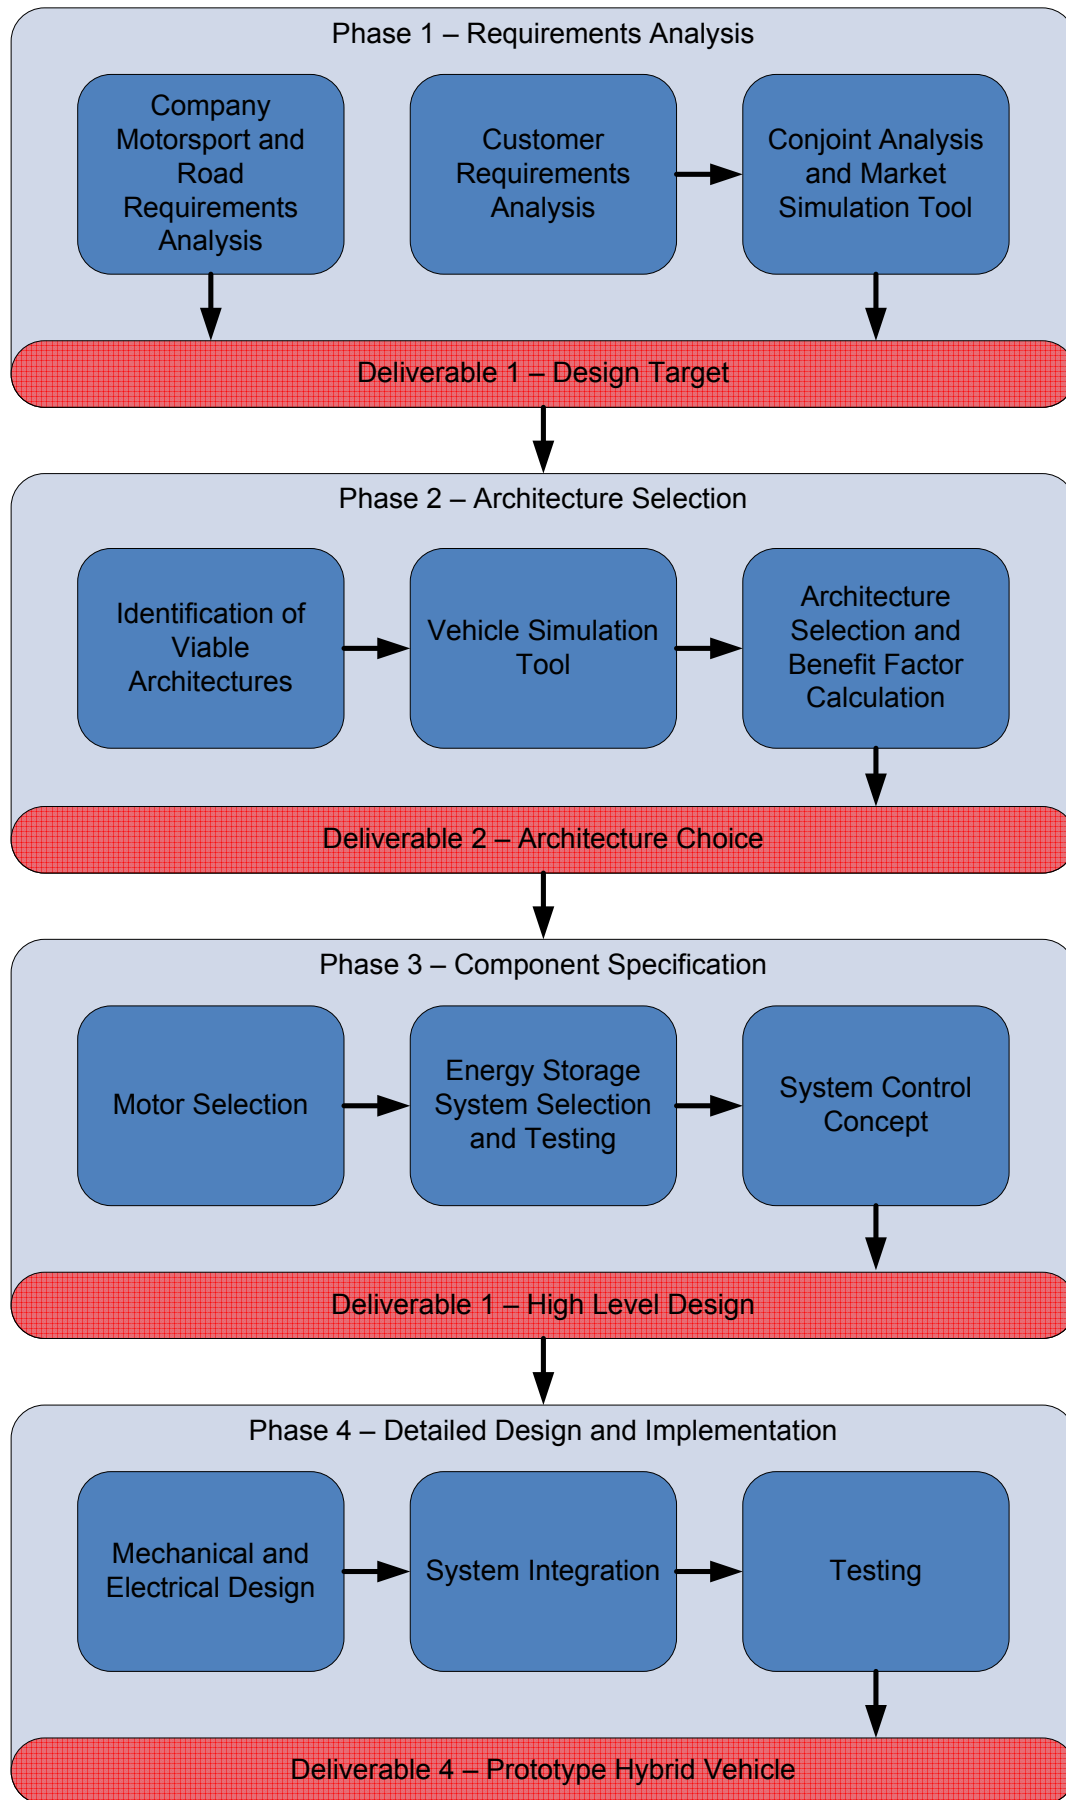 Phase 1 – Requirements Analysis
Company
Motorsport and
Road
Requirements
Analysis
Customer
Requirements
Analysis
Conjoint Analysis
and Market
Simulation Tool
Deliverable 1 – Design Target
Phase 2 – Architecture Selection
Identification of
Viable
Architectures
Vehicle Simulation
Tool
Architecture
Selection and
Benefit Factor
Calculation
Deliverable 2 – Architecture Choice
Phase 3 – Component Specification
Motor Selection
Energy Storage
System Selection
and Testing
System Control
Concept
Deliverable 1 – High Level Design
Phase 4 – Detailed Design and Implementation
Mechanical and
Electrical Design
System Integration
Testing
Deliverable 4 – Prototype Hybrid Vehicle